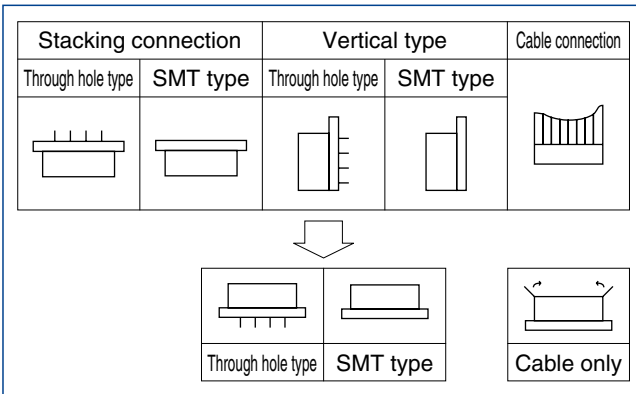 Stacking connection Vertical type Cable connection
Through hole type SMT type Through hole type SMT type
Through hole type SMT type Cable only